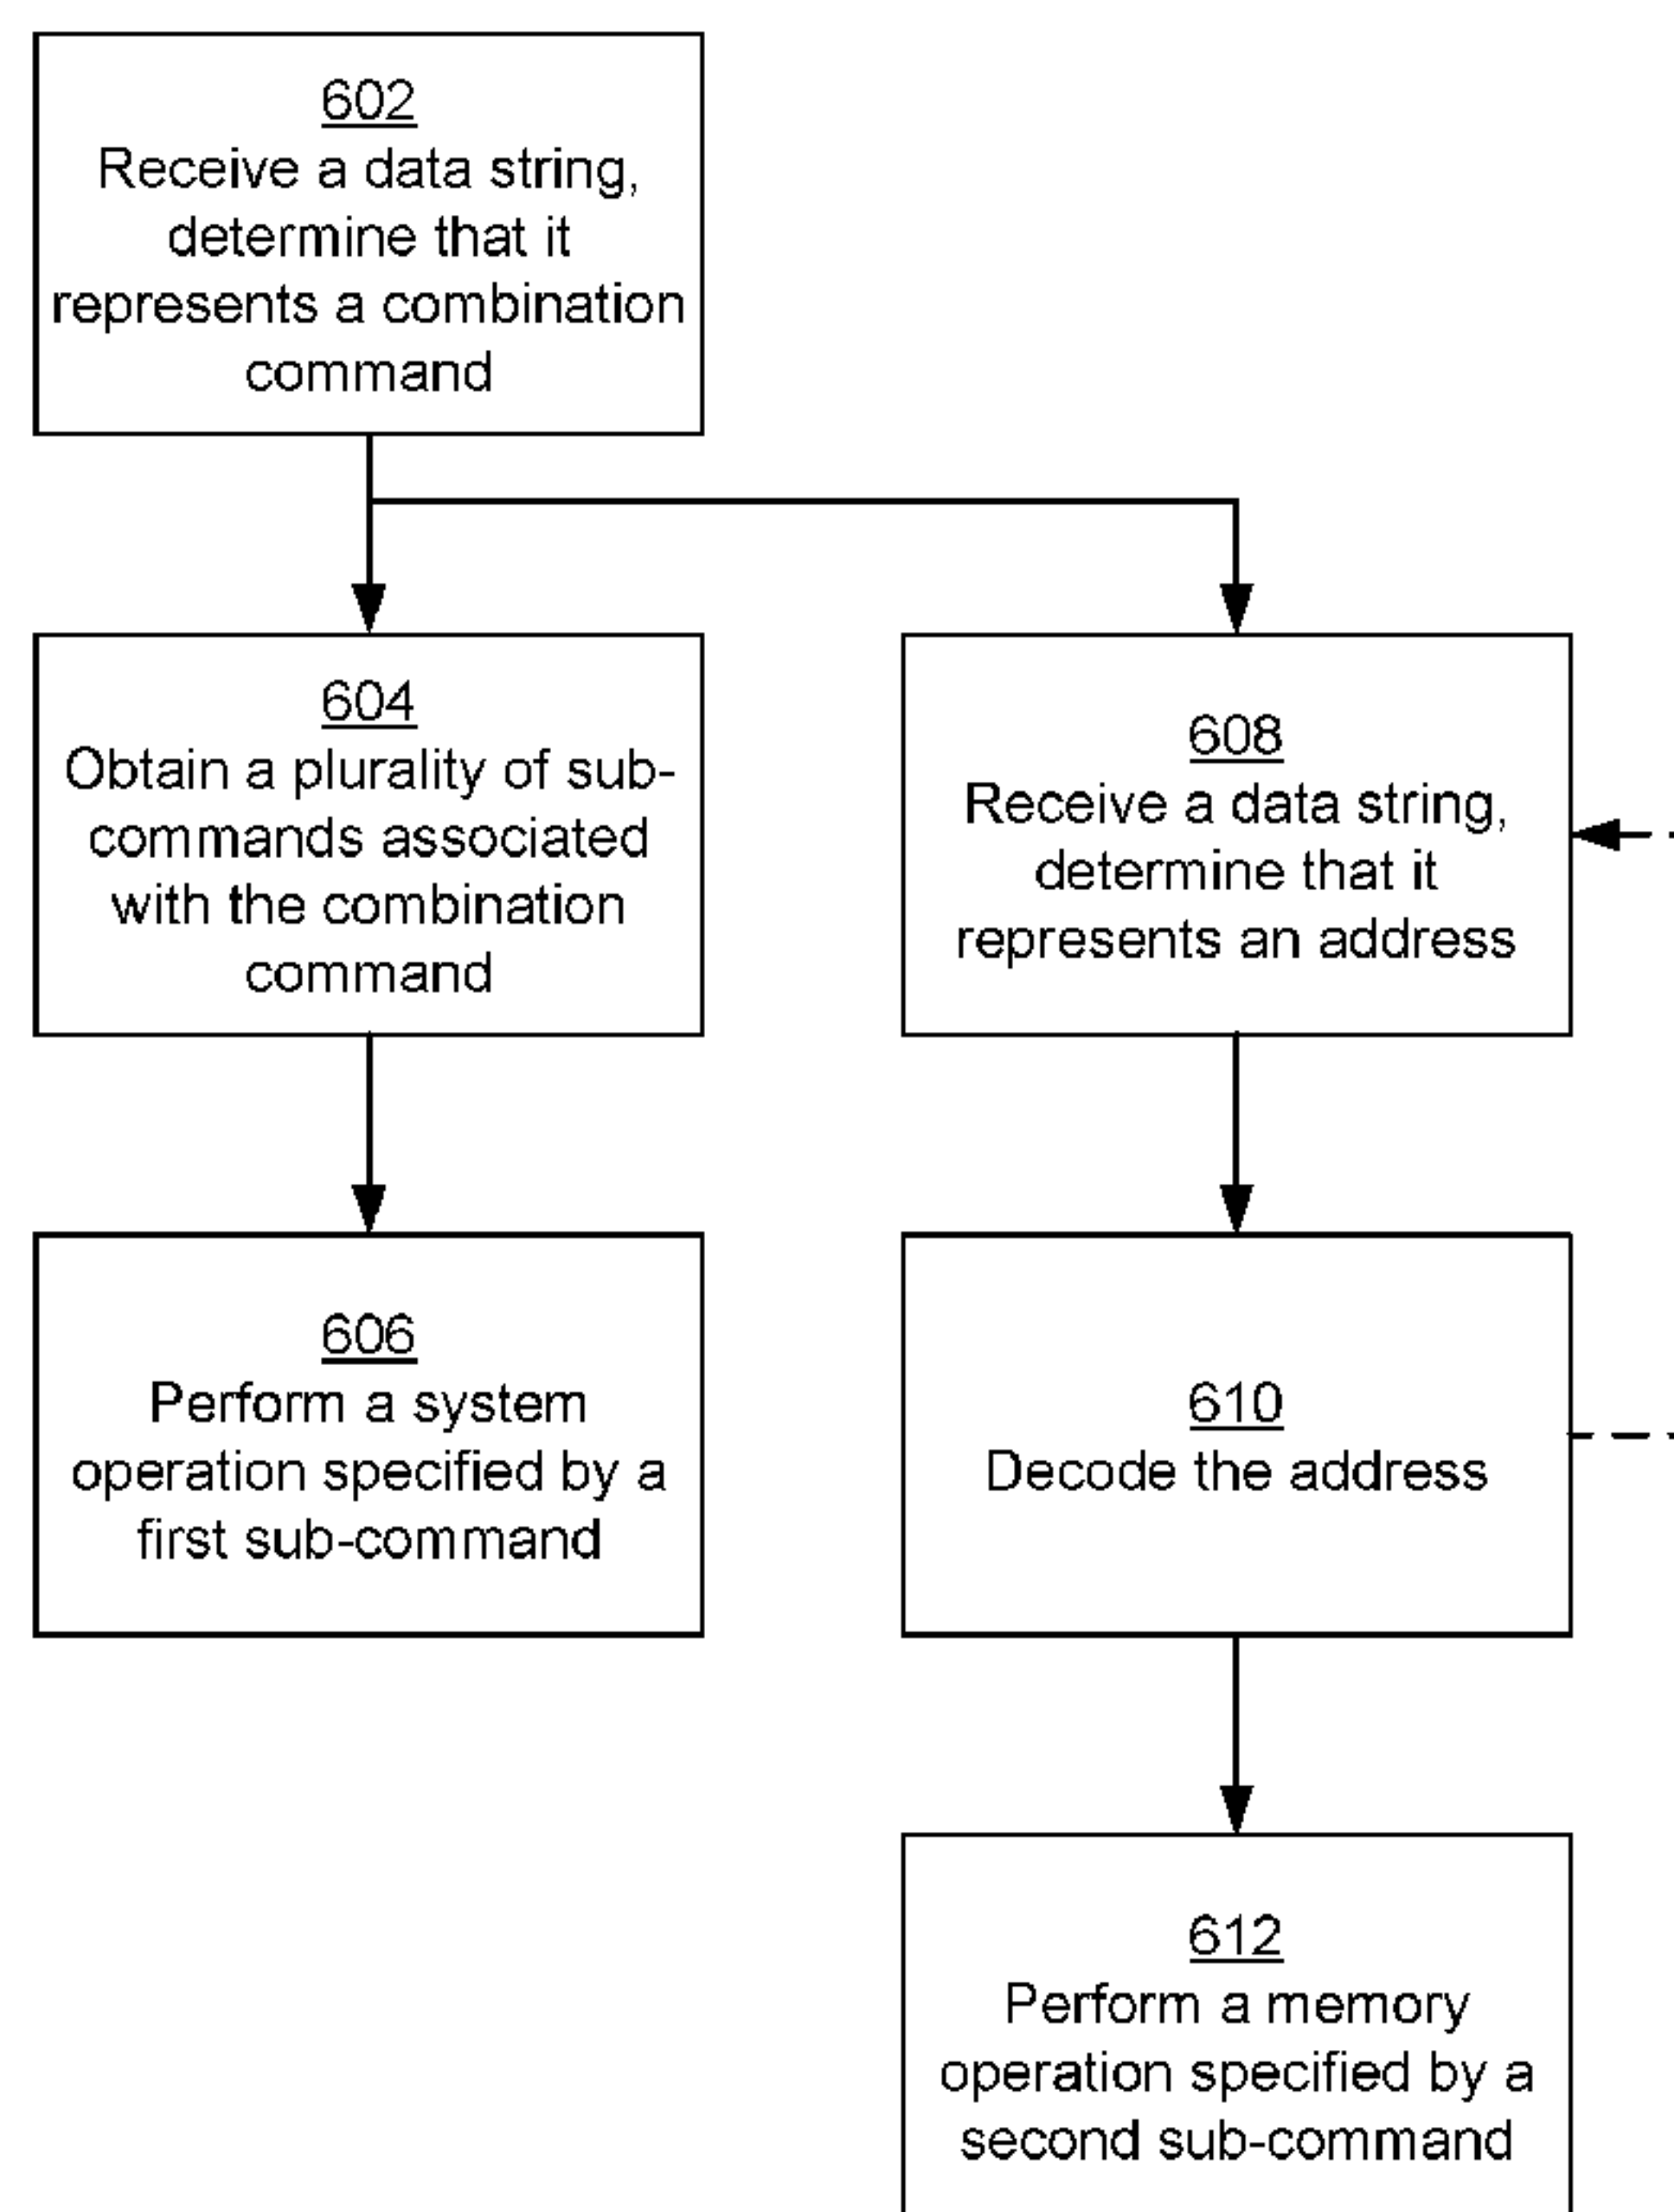 602
Receive a data string,
determine that it
represents a combination
command
604
Obtain a plurality of sub-
commands associated
with the combination
command
606
Perform a system
operation specified by a
first sub-command
608
Receive a data string,
determine that it
represents an address
610
Decode the address
612
Perform a memory
operation specified by a
second sub-command